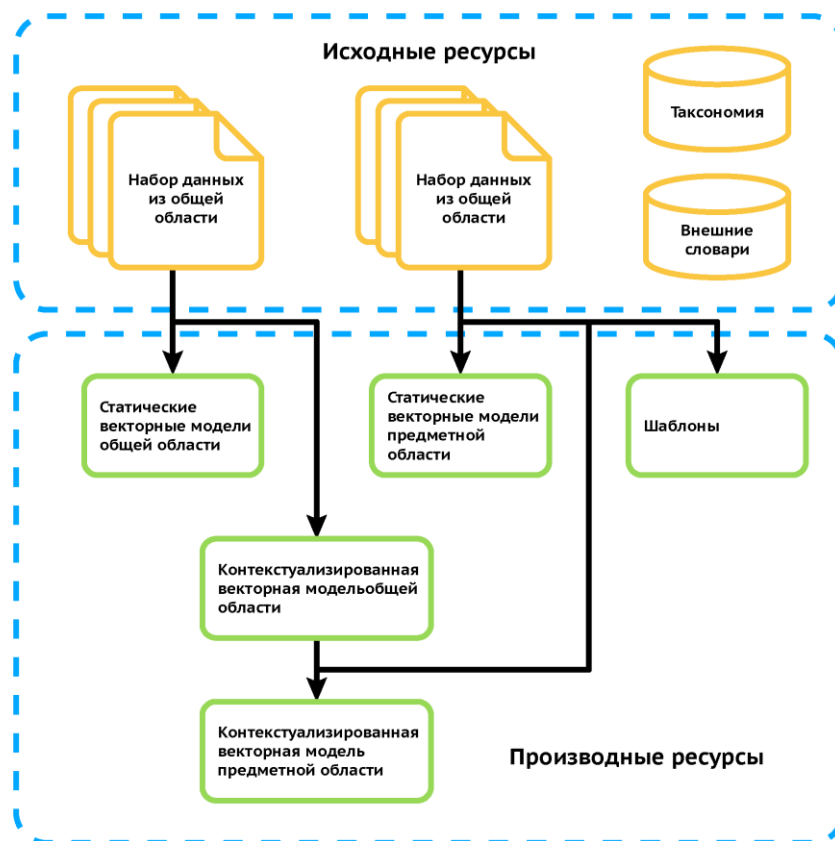 Исходные ресурсы
Набор данных
из общей
области
Набор данных
из общей
области
Таксономия
Внешние
словари
Статические
векторные модели
общей области
Статические
векторные модели
предметной
области
Шаблоны
Контекстуализированная
векторная модельобщей
области
Контекстуализированная
векторная модель
предметной области
Производные ресурсы